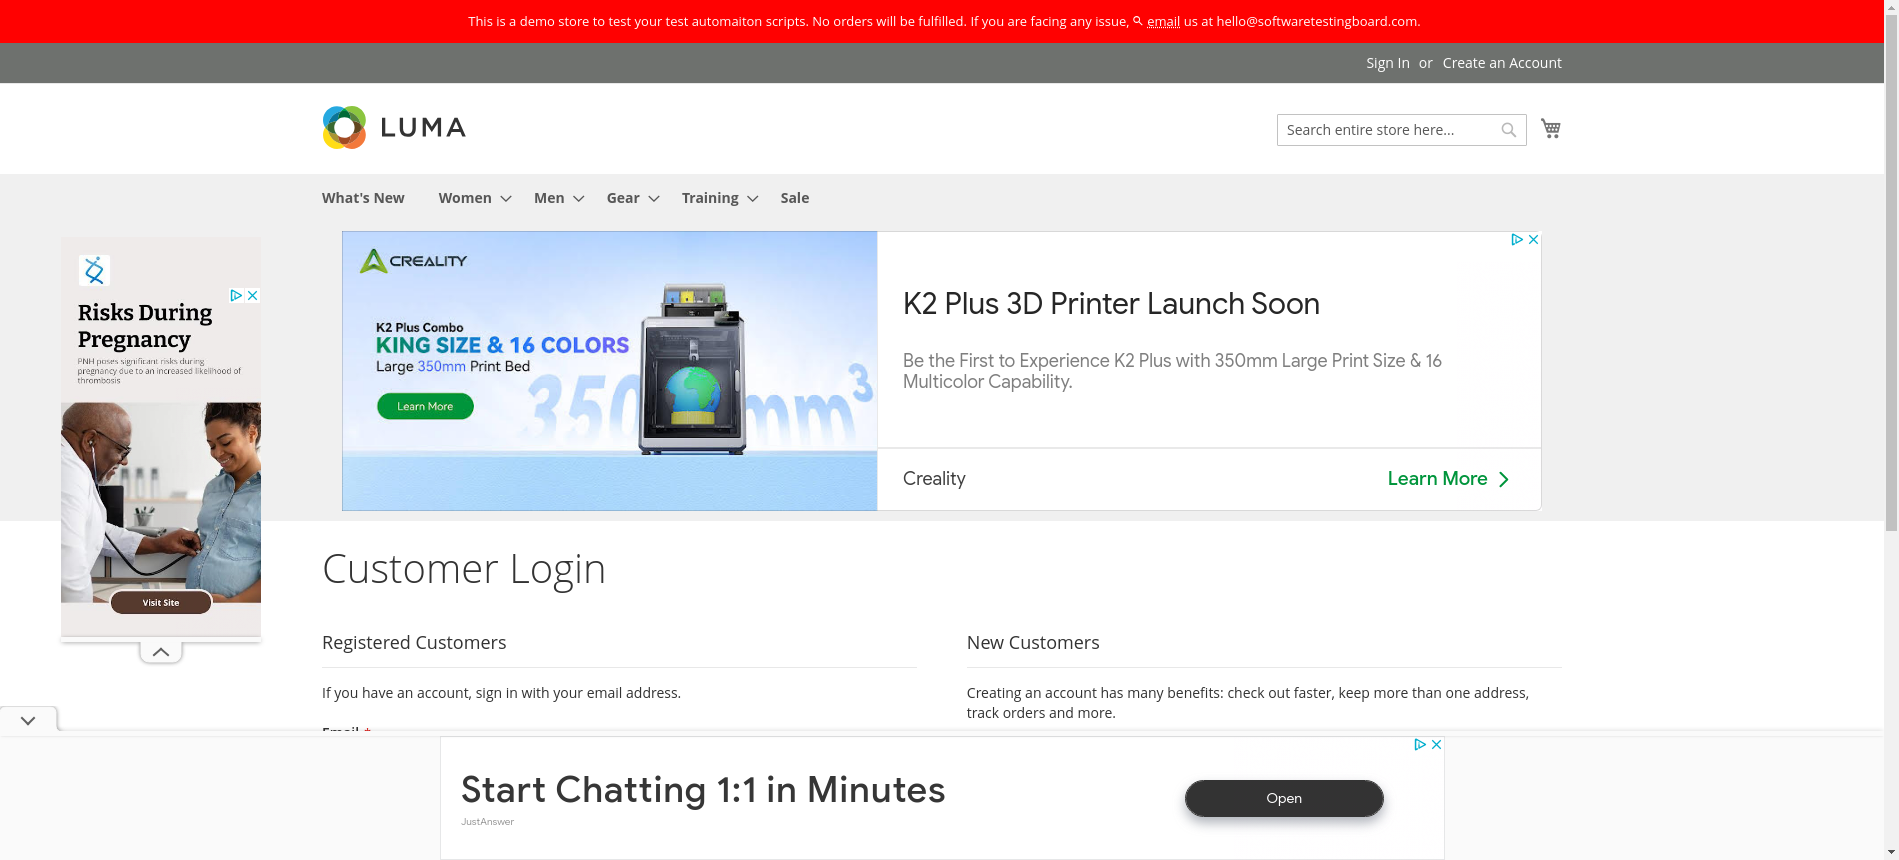 This is a demo store to test your test automaiton scripts. No orders will be fulfilled. If you are facing any issue, email us at hello@softwaretestingboard.com.
Sign In or Create an Account
LUMA
Search entire store here...
What's New Women Men Gear Training Sale
Risks During
Pregnancy
PNH poses significant risks during
pregnancy due to an increased likelihood of
thrombosis
Visit Site
CREALITY
K2 Plus Combo
KING SIZE & 16 COLORS
Large 350mm Print Bed
Learn More
350 mm³
K2 Plus 3D Printer Launch Soon
Be the First to Experience K2 Plus with 350mm Large Print Size & 16
Multicolor Capability.
Creality
Learn More
Customer Login
Registered Customers
If you have an account, sign in with your email address.
Email *
New Customers
Creating an account has many benefits: check out faster, keep more than one address,
track orders and more.
Start Chatting 1:1 in Minutes
JustAnswer
Open